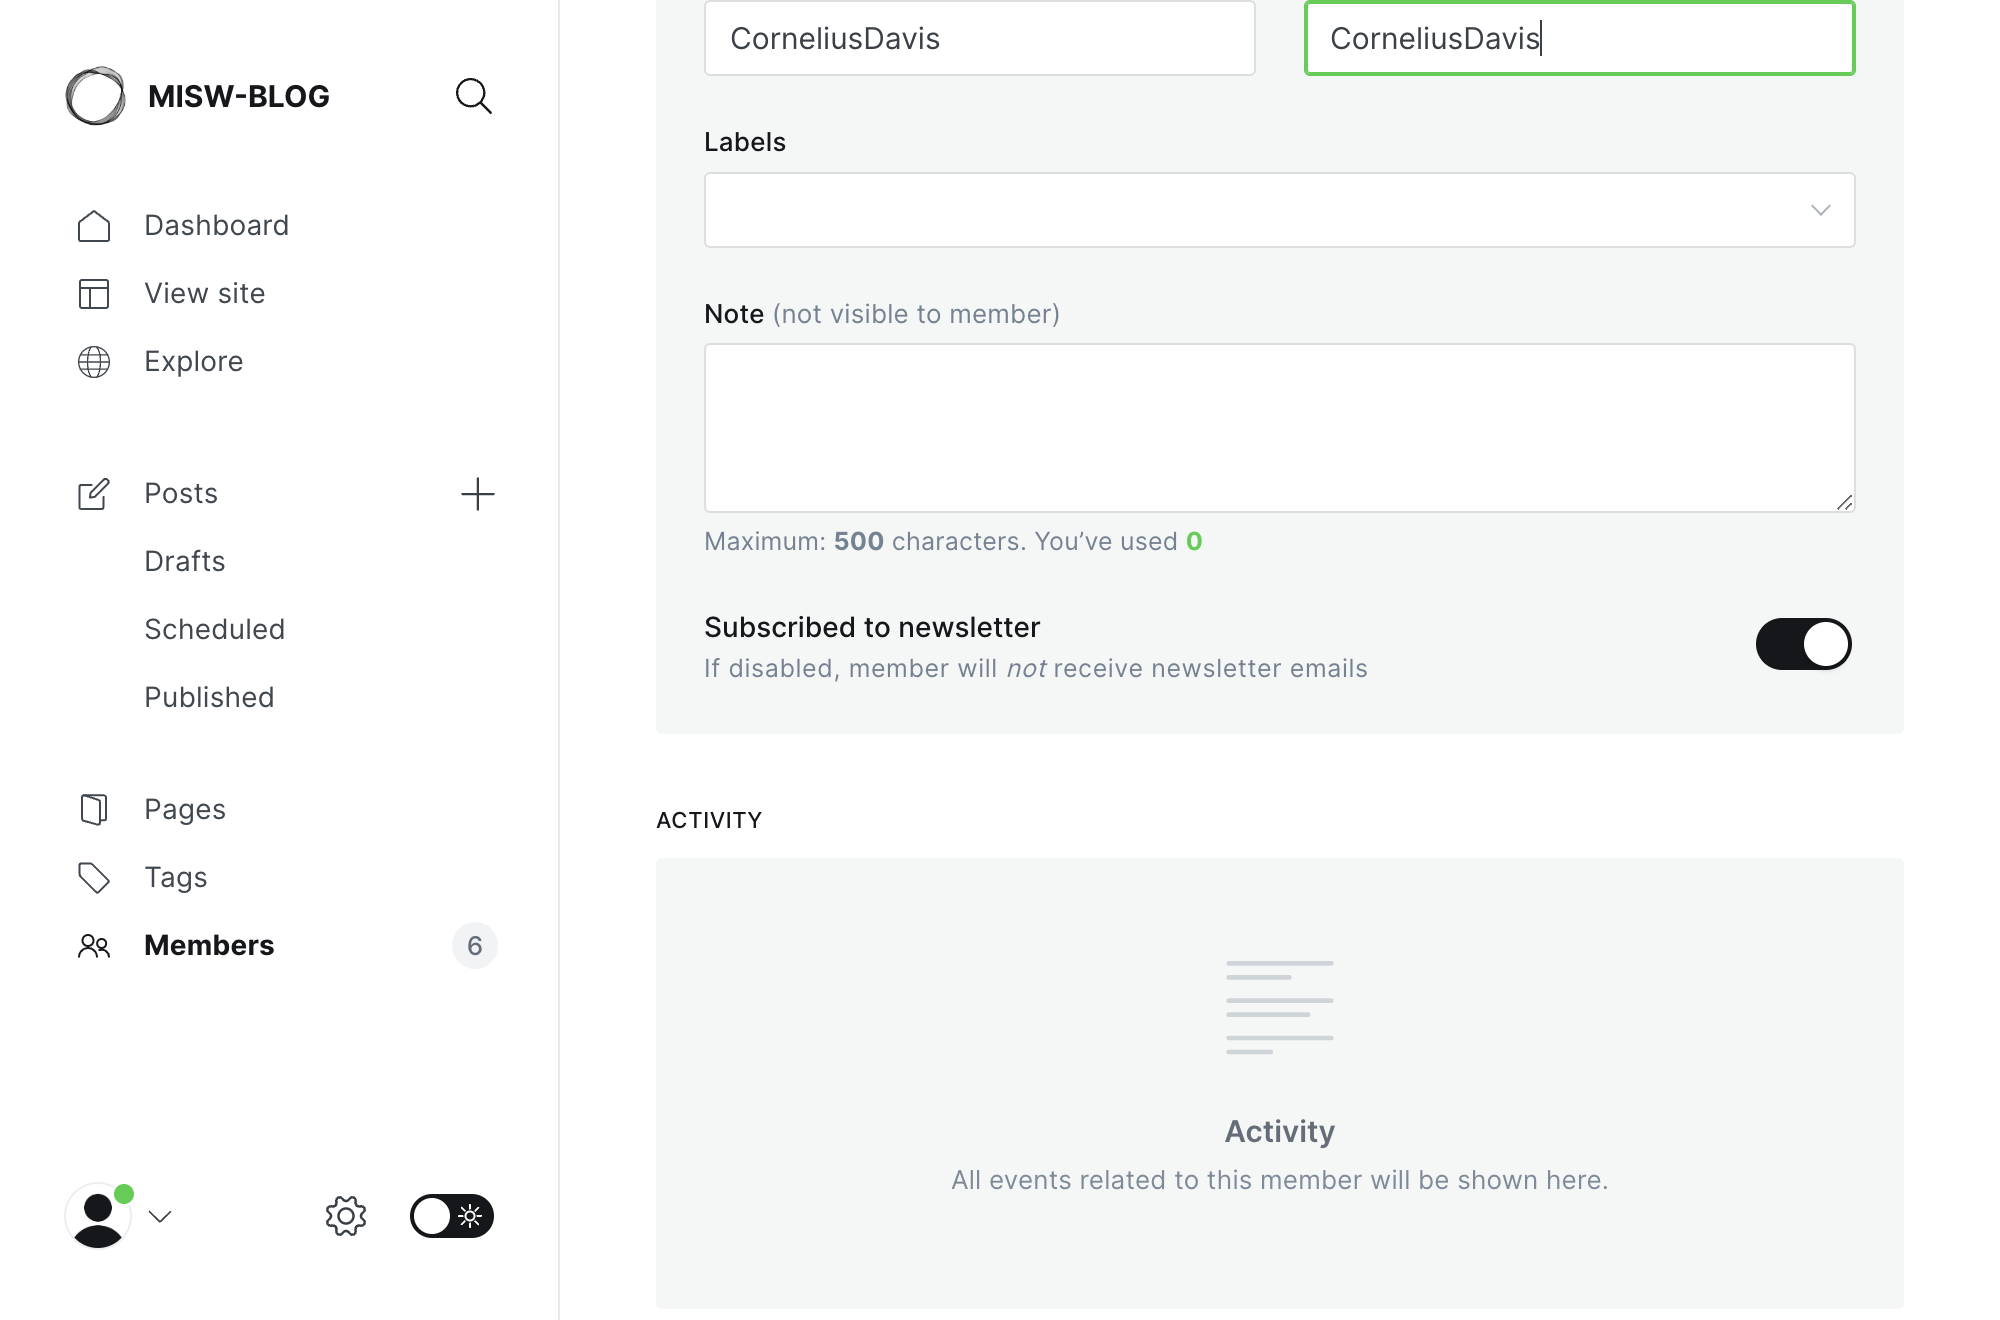 MISW-BLOG
Dashboard
View site
Explore
Posts
Drafts
Scheduled
Published
Pages
Tags
Members 6
CorneliusDavis CorneliusDavis
Labels
Note (not visible to member)
Maximum: 500 characters. You’ve used 0
Subscribed to newsletter
If disabled, member will not receive newsletter emails
ACTIVITY
Activity
All events related to this member will be shown here.